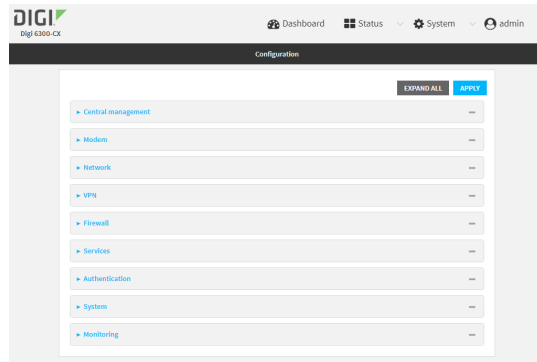 DIGI
Digi 6300-CX
Dashboard Status System admin
Configuration
EXPAND ALL APPLY
Central management
Modem
Network
VPN
Firewall
Services
Authentication
System
Monitoring